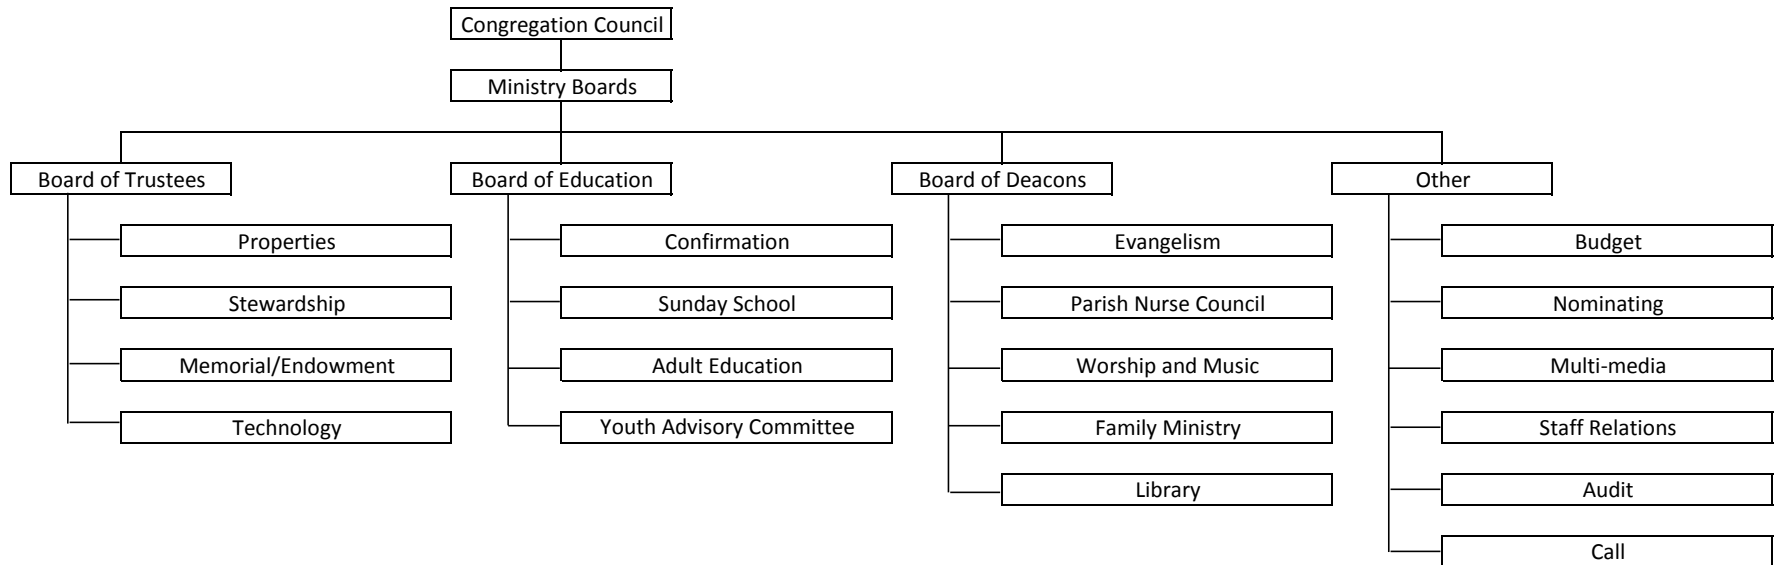 Congregation Council
Ministry Boards
Board of Trustees
Board of Education
Board of Deacons
Other
Properties
Confirmation
Evangelism
Budget
Stewardship
Sunday School
Parish Nurse Council
Nominating
Memorial/Endowment
Adult Education
Worship and Music
Multi-media
Technology
Youth Advisory Committee
Family Ministry
Staff Relations
Library
Audit
Call